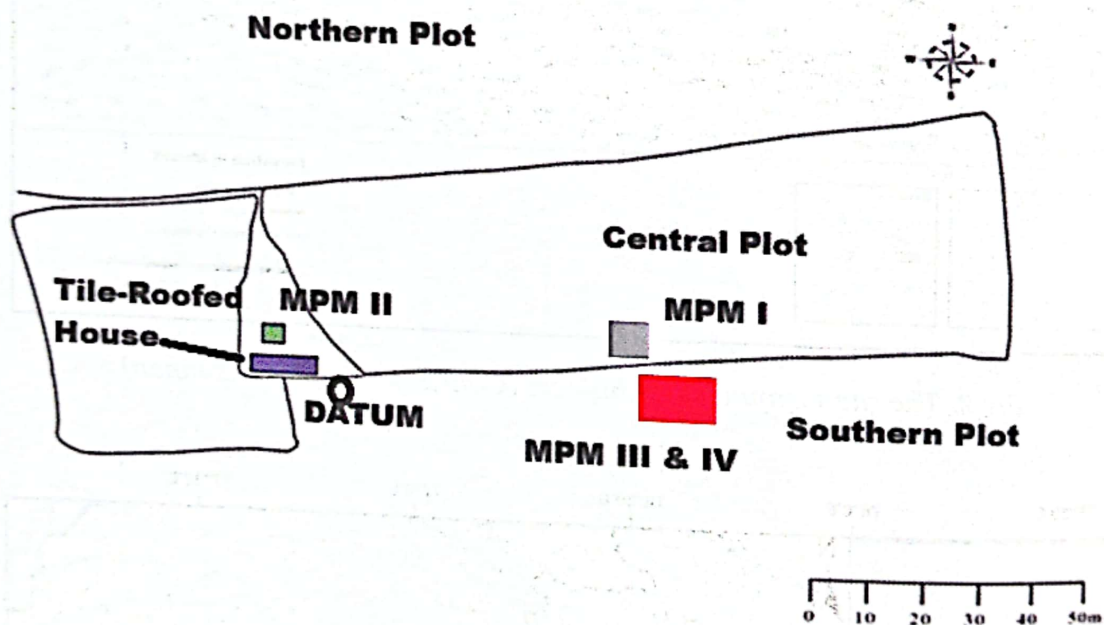 Northern Plot
Central Plot
Tile-Roofed
House
MPM II
MPM I
DATUM
Southern Plot
MPM III & IV
0 10 20 30 40 50m